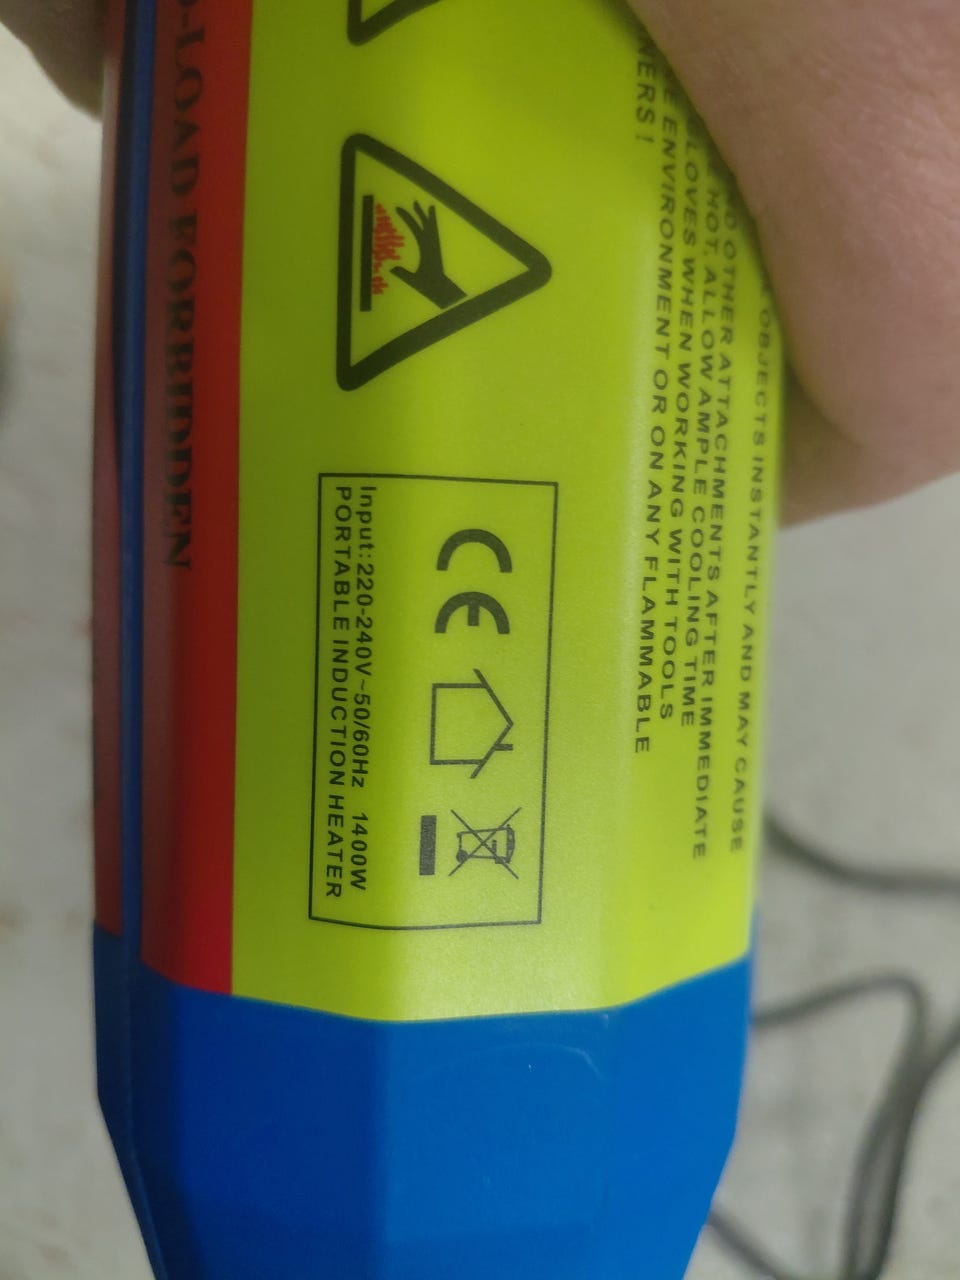 OBJECTS INSTANTLY AND MAY CAUSE
OTHER ATTACHMENTS AFTER IMMEDIATE
HOT, ALLOW AMPLE COOLING TIME
LOVES WHEN WORKING WITH TOOLS
ENVIRONMENT OR ON ANY FLAMMABLE
NERS !
CE
Input:220-240V~50/60Hz 1400W
PORTABLE INDUCTION HEATER
-LOAD FORBIDDEN